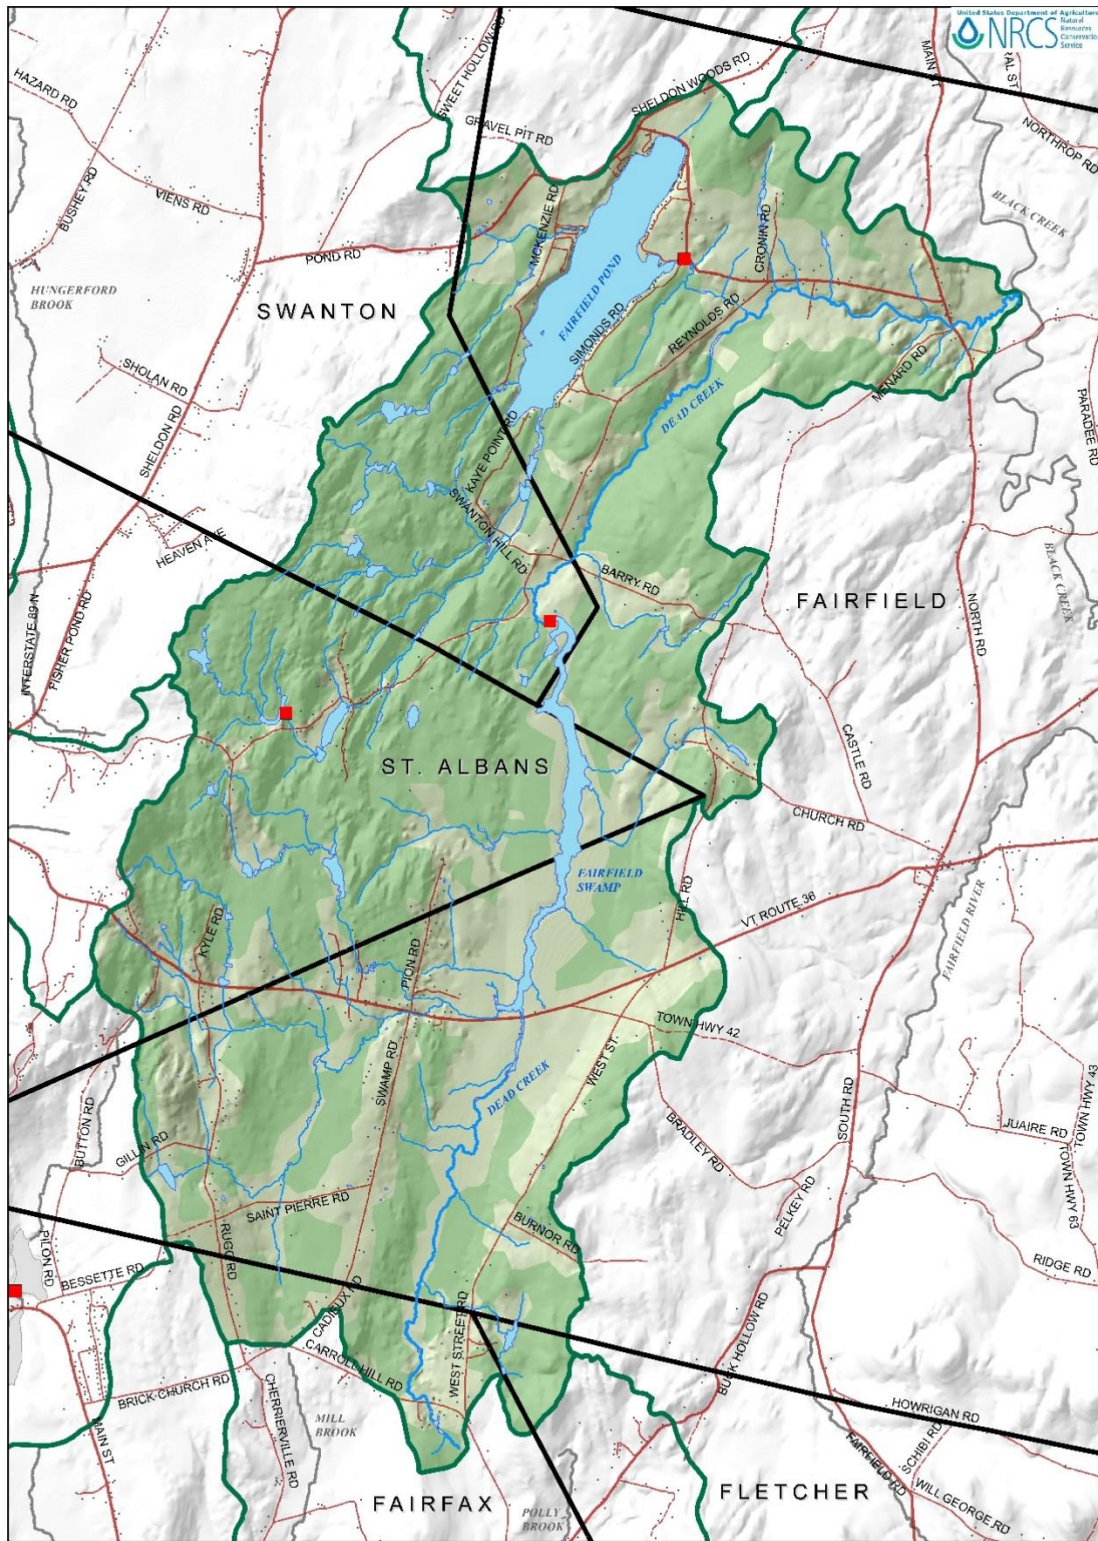 United States Department of Agriculture
NRCS
Natural
Resources
Conservation
Service
SWEET HOLLOW RD
SHELDON WOODS RD
MAIN ST
HAZARD RD
GRAVEL PIT RD
NORTHROP RD
BUSHEY RD
VIENS RD
MCKENZIE RD
CRONIN RD
BLACK CREEK
POND RD
HUNGERFORD
BROOK
SWANTON
FAIRFIELD POND
SIMONDS RD
REYNOLDS RD
MENARD RD
SHOLAN RD
SHELDON RD
DEAD CREEK
PARADEE RD
KAYE POINT RD
SWANTON HILL RD
HEAVEN AVE
BARRY RD
BLACK CREEK
FAIRFIELD
NORTH RD
INTERSTATE 89 N
FISHER POND RD
CASTLE RD
ST. ALBANS
CHURCH RD
FAIRFIELD
SWAMP
HILL RD
VT ROUTE 36
FAIRFIELD RIVER
KYLE RD
PION RD
TOWN HWY 42
WEST ST.
SWAMP RD
DEAD CREEK
SOUTH RD
TOWN HWY 43
JUAIRE RD
BUTTON RD
GILLIN RD
BRADLEY RD
TOWN HWY 63
PELKEY RD
SAINT PIERRE RD
BURNOR RD
RUGG RD
PILON RD
BESSETTE RD
RIDGE RD
CADIEUX RD
WEST STREET RD
BUCK HOLLOW RD
CARROLL HILL RD
BRICK CHURCH RD
CHERRIERVILLE RD
MAIN ST
MILL
BROOK
HOWRIGAN RD
SCHIBI RD
FAIRFIELD RD
WILL GEORGE RD
FAIRFAX
FLETCHER
POLLY
BROOK